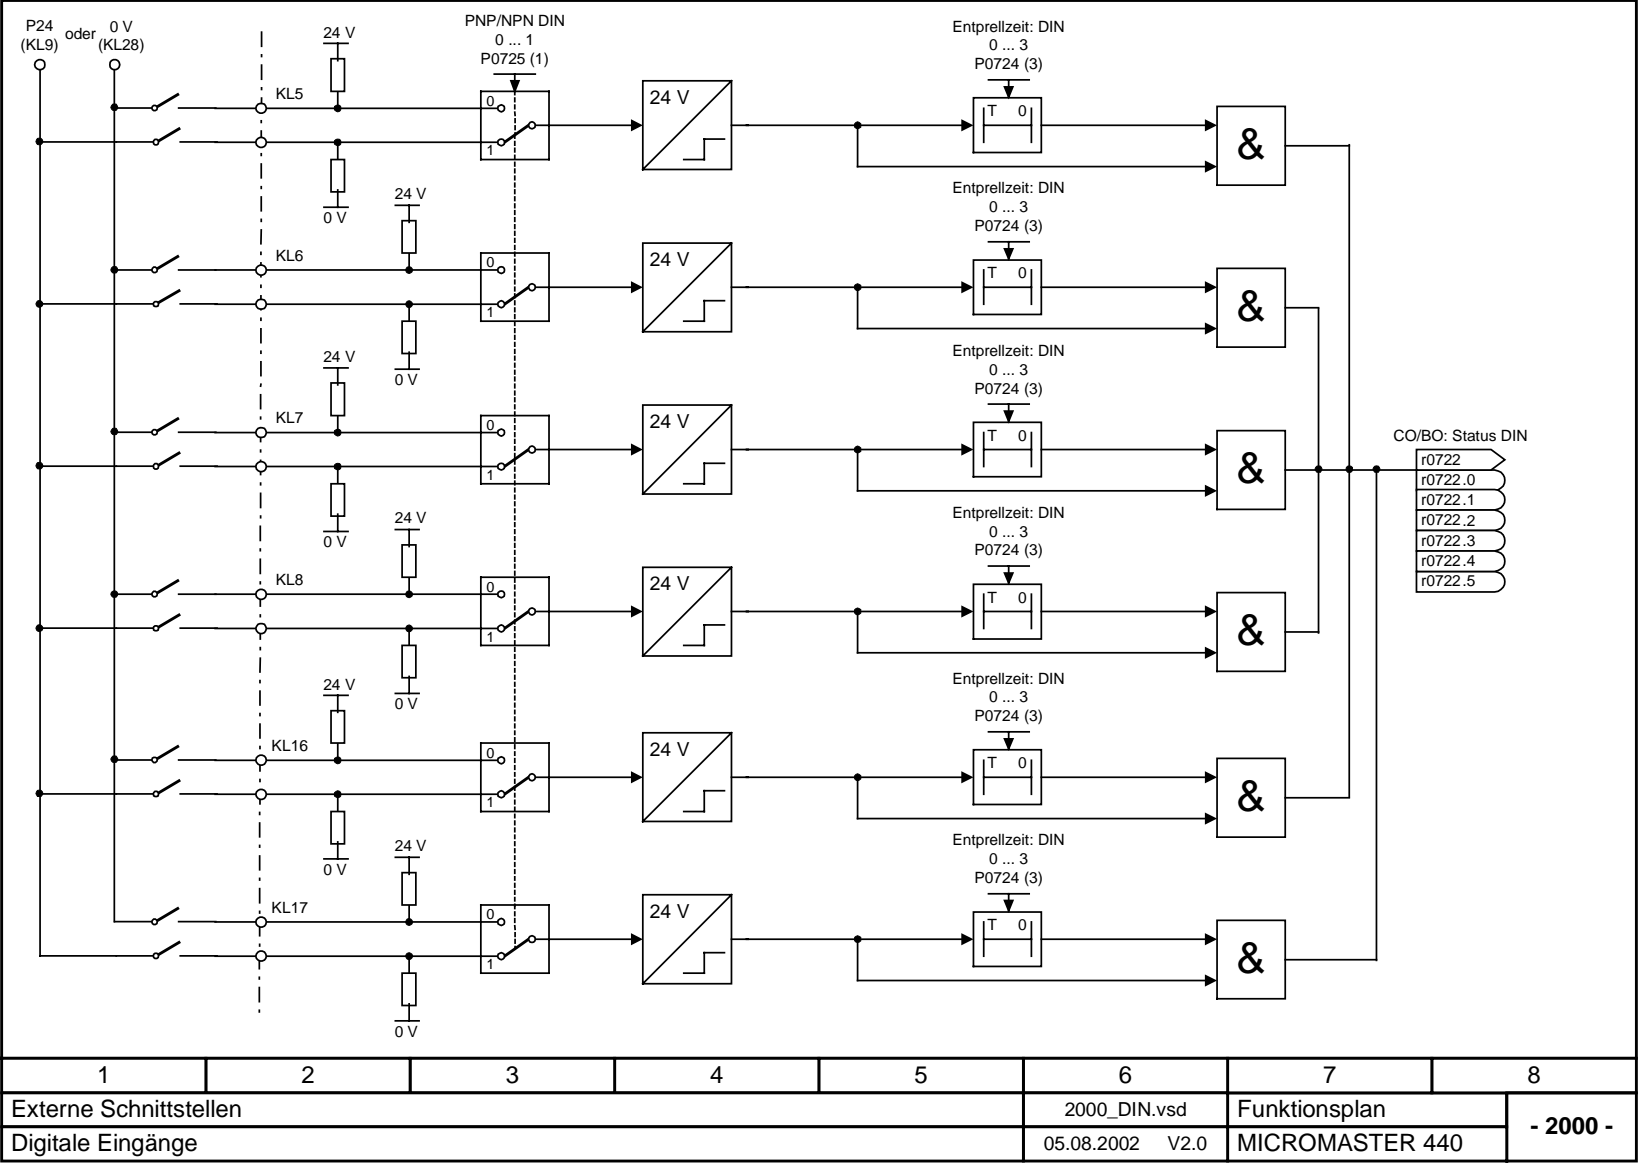 P24
(KL9)
oder
0 V
(KL28)
24 V
PNP/NPN DIN
0 ... 1
P0725 (1)
Entprellzeit: DIN
0 ... 3
P0724 (3)
KL5
0
1
24 V
T 0
&
0 V
24 V
Entprellzeit: DIN
0 ... 3
P0724 (3)
KL6
0
1
24 V
T 0
&
0 V
24 V
Entprellzeit: DIN
0 ... 3
P0724 (3)
KL7
0
1
24 V
T 0
&
0 V
CO/BO: Status DIN
r0722
r0722.0
r0722.1
r0722.2
r0722.3
r0722.4
r0722.5
24 V
Entprellzeit: DIN
0 ... 3
P0724 (3)
KL8
0
1
24 V
T 0
&
0 V
24 V
Entprellzeit: DIN
0 ... 3
P0724 (3)
KL16
0
1
24 V
T 0
&
0 V
24 V
Entprellzeit: DIN
0 ... 3
P0724 (3)
KL17
0
1
24 V
T 0
&
0 V
1 2 3 4 5 6 7 8
Externe Schnittstellen 2000_DIN.vsd Funktionsplan
- 2000 -
Digitale Eingänge 05.08.2002 V2.0 MICROMASTER 440